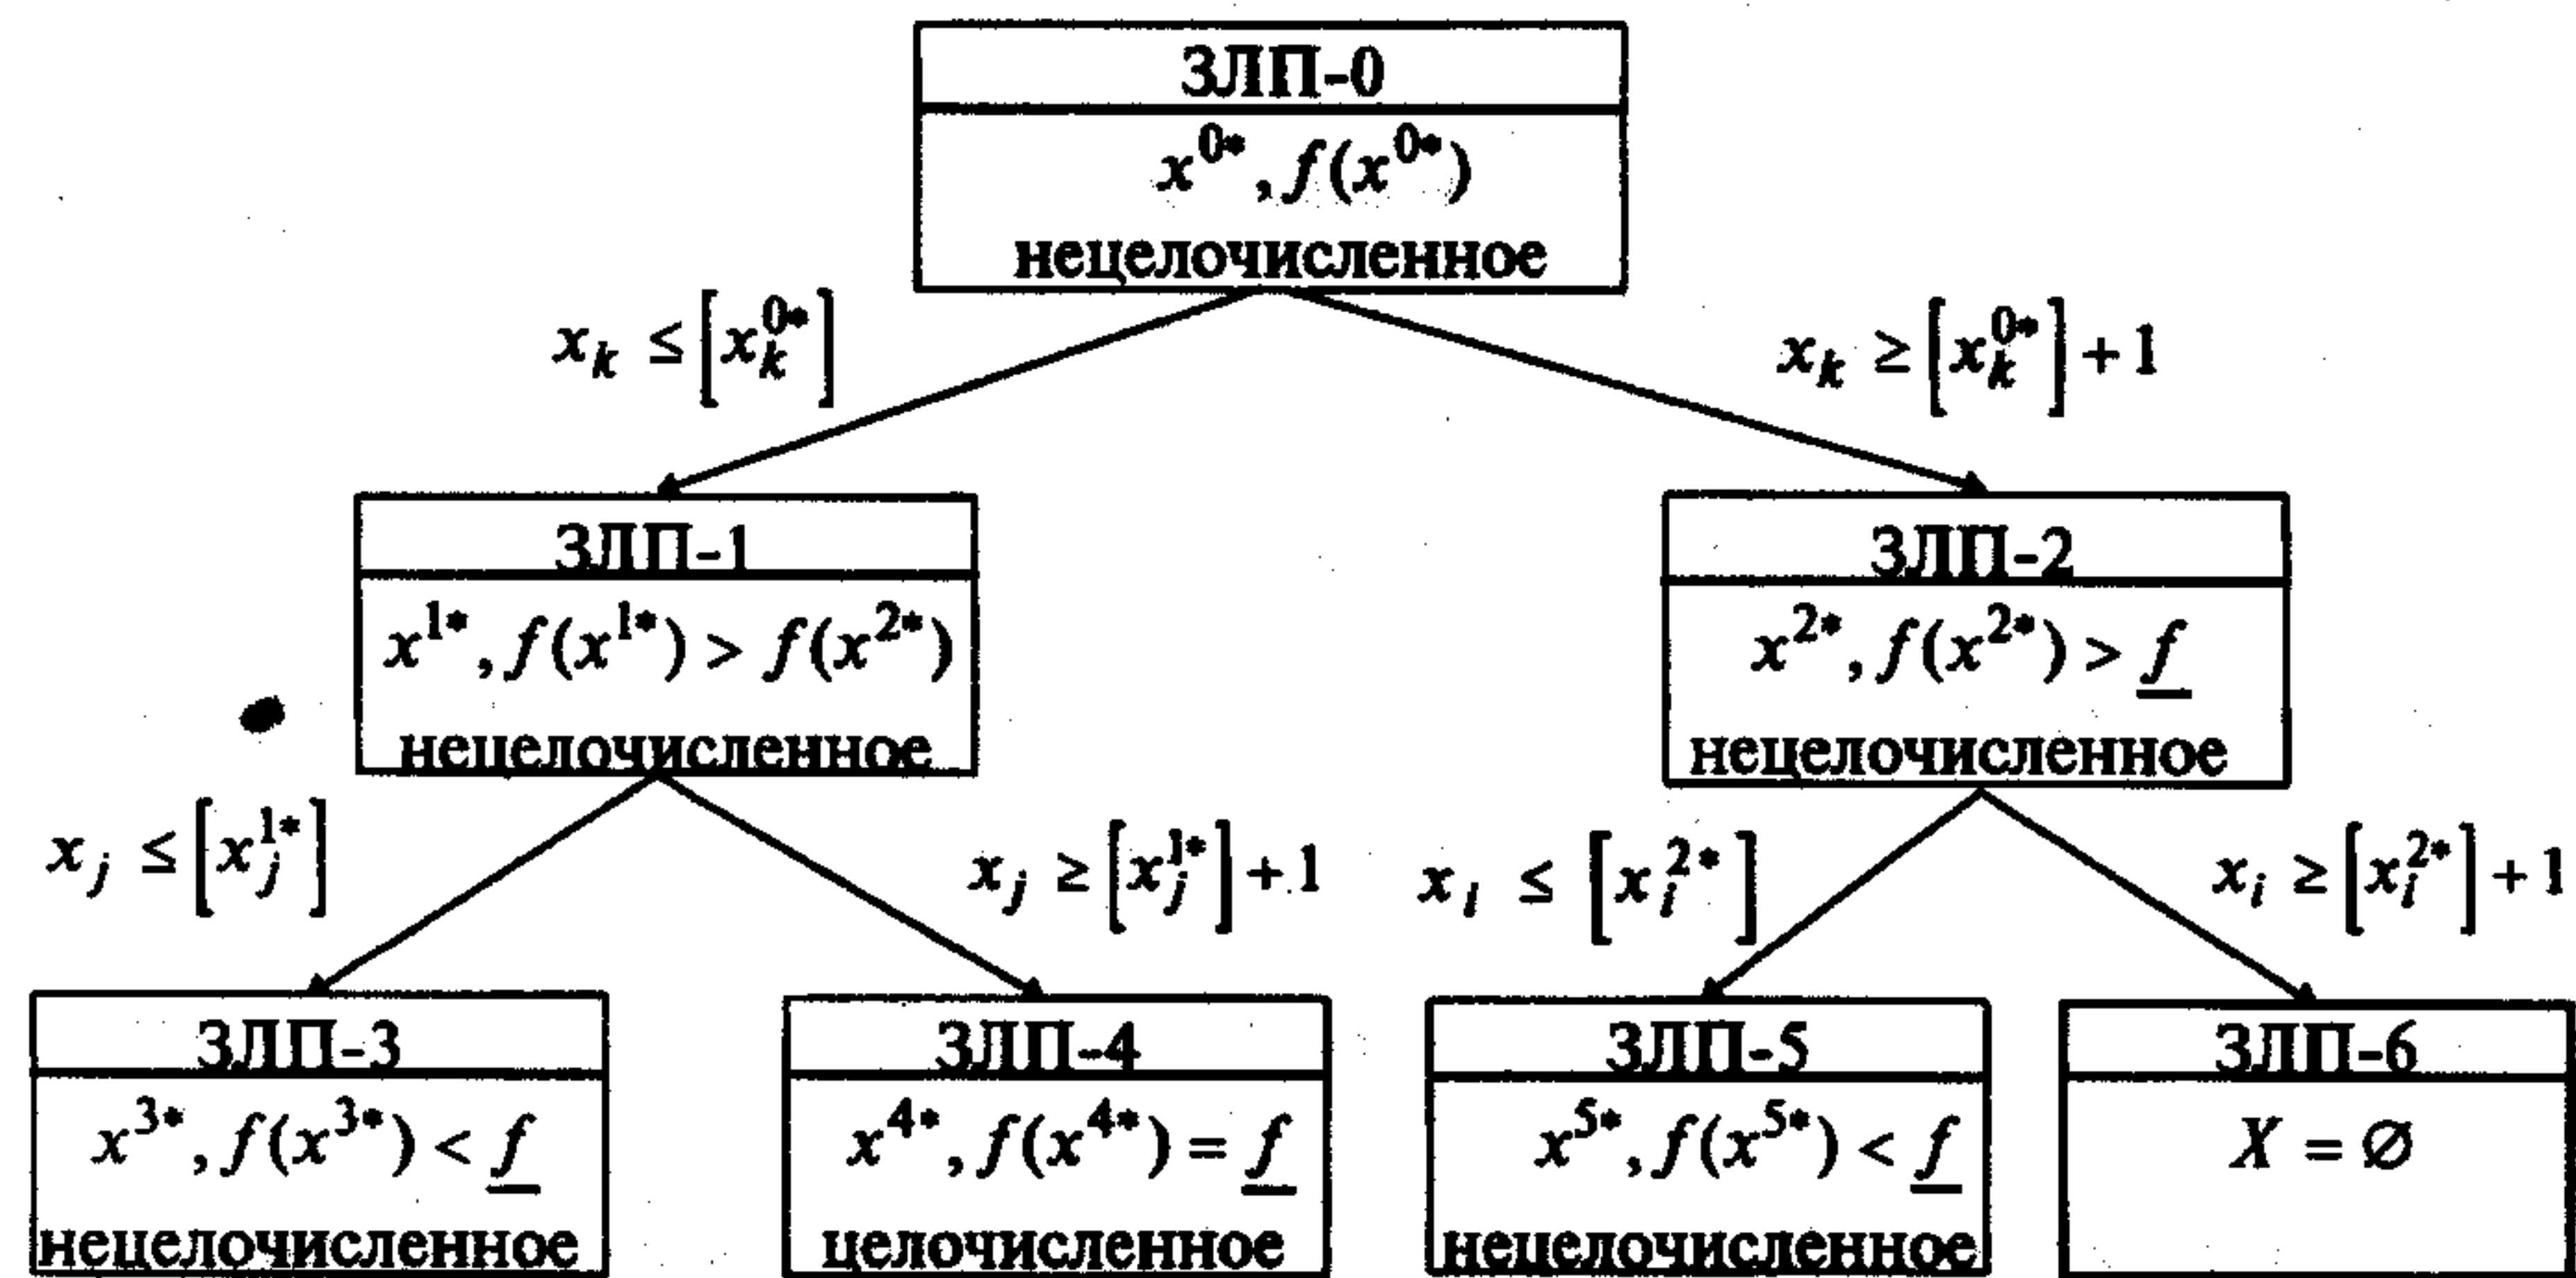 ЗЛП-0
x^{0*}, f(x^{0*})
нецелочисленное
x_k ≤ [x_k^{0*}]
x_k ≥ [x_k^{0*}] + 1
ЗЛП-1
x^{1*}, f(x^{1*}) > f(x^{2*})
нецелочисленное
ЗЛП-2
x^{2*}, f(x^{2*}) > <u>f</u>
нецелочисленное
x_j ≤ [x_j^{1*}]
x_j ≥ [x_j^{1*}] + 1
x_i ≤ [x_i^{2*}]
x_i ≥ [x_i^{2*}] + 1
ЗЛП-3
x^{3*}, f(x^{3*}) < <u>f</u>
нецелочисленное
ЗЛП-4
x^{4*}, f(x^{4*}) = <u>f</u>
целочисленное
ЗЛП-5
x^{5*}, f(x^{5*}) < <u>f</u>
нецелочисленное
ЗЛП-6
X = ∅